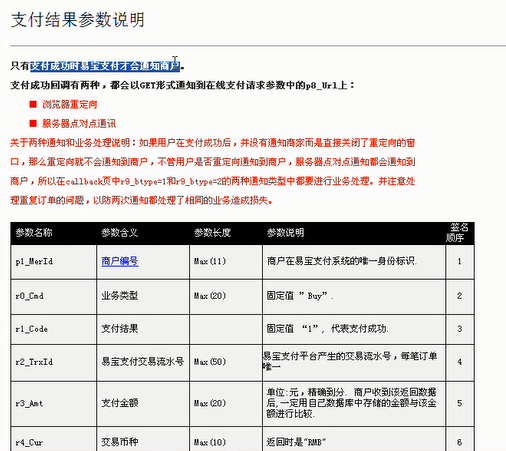 支付结果参数说明
只有支付成功时易宝支付才会通知商户。
支付成功回调有两种，都会以GET形式通知到在线支付请求参数中的p8_Url上：
■ 浏览器重定向
■ 服务器点对点通讯
关于两种通知和业务处理说明：如果用户在支付成功后，并没有通知商家而是直接关闭了重定向的窗
口，那么重定向就不会通知到商户，不管用户是否重定向通知到商户，服务器点对点通知都会通知到
商户，所以在callback页中r9_btype=1和r9_btype=2的两种通知类型中都要进行业务处理。并注意处
理重复订单的问题，以防两次通知都处理了相同的业务造成损失。
参数名称 参数含义 参数长度 参数说明 签名
顺序
p1_MerId 商户编号 Max(11) 商户在易宝支付系统的唯一身份标识. 1
r0_Cmd 业务类型 Max(20) 固定值 ”Buy”. 2
r1_Code 支付结果 固定值 “1”, 代表支付成功. 3
r2_TrxId 易宝支付交易流水号 Max(50) 易宝支付平台产生的交易流水号，每笔订单
唯一 4
r3_Amt 支付金额 Max(20) 单位:元，精确到分. 商户收到该返回数据
后,一定用自己数据库中存储的金额与该金
额进行比较. 5
r4_Cur 交易币种 Max(10) 返回时是"RMB" 6